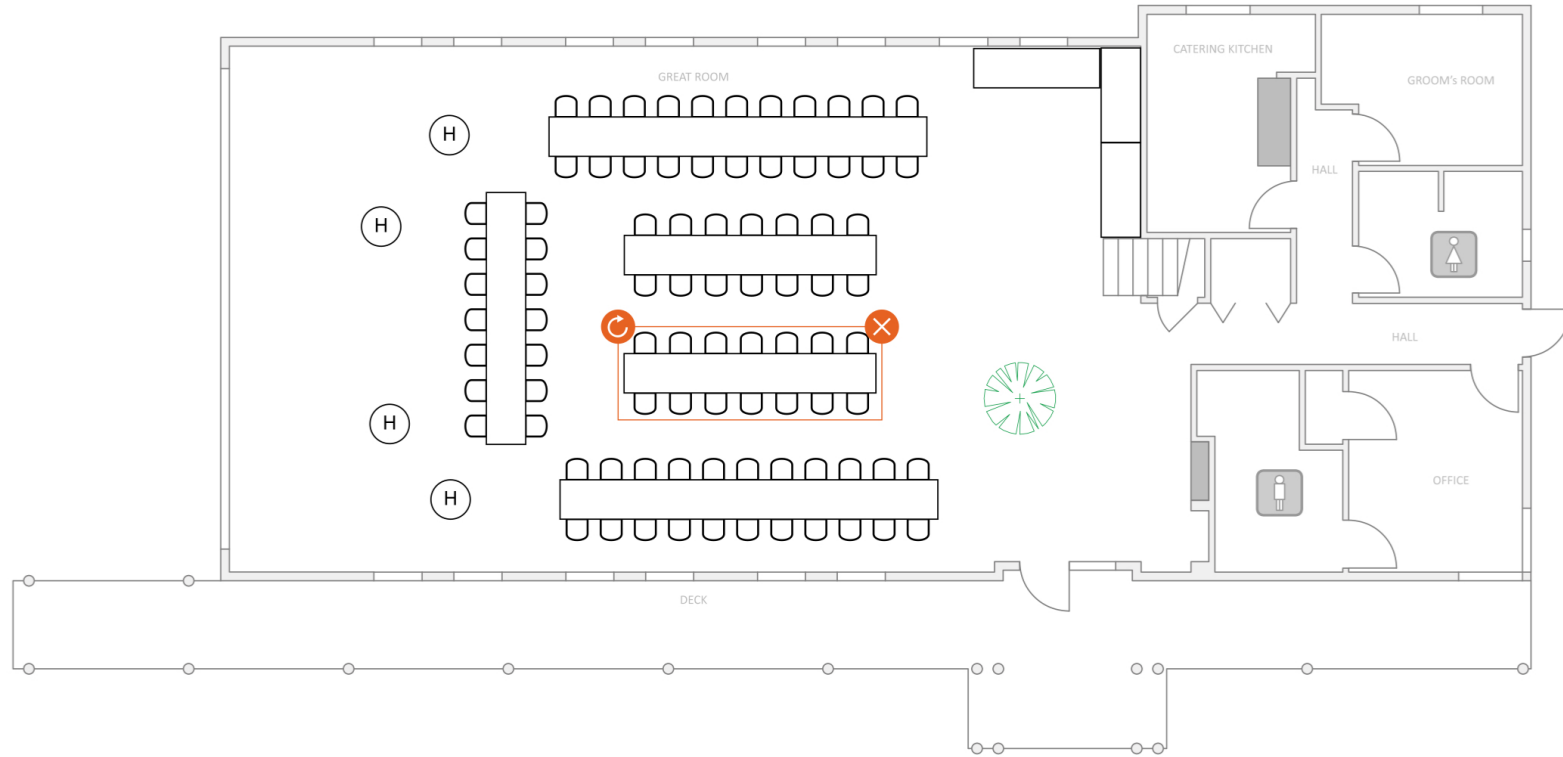 CATERING KITCHEN
GREAT ROOM
GROOM's ROOM
H
HALL
H
HALL
H
OFFICE
H
DECK